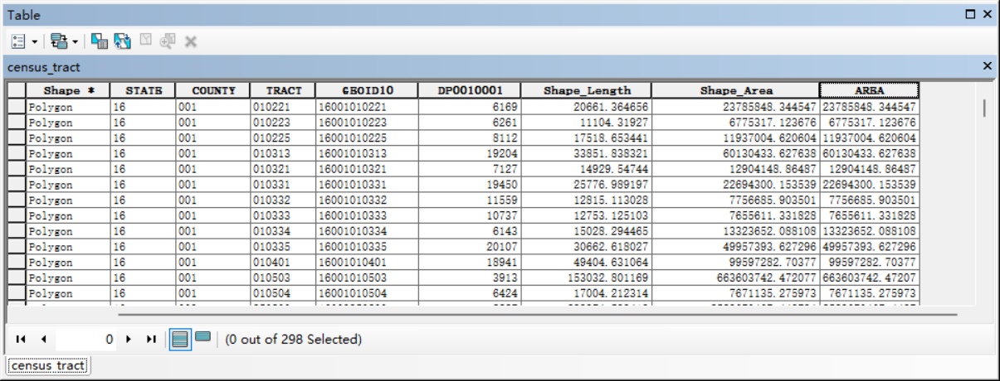 Table
census_tract
Shape * STATE COUNTY TRACT GEOID10 DP0010001 Shape_Length Shape_Area AREA
Polygon 16 001 010221 16001010221 6169 20661.364656 23785848.344547 23785848.344547
Polygon 16 001 010223 16001010223 6261 11104.31927 6775317.123676 6775317.123676
Polygon 16 001 010225 16001010225 8112 17518.653441 11937004.620604 11937004.620604
Polygon 16 001 010313 16001010313 19204 33851.838321 60130433.627638 60130433.627638
Polygon 16 001 010321 16001010321 7127 14929.54744 12904148.86487 12904148.86487
Polygon 16 001 010331 16001010331 19450 25776.989197 22694300.153539 22694300.153539
Polygon 16 001 010332 16001010332 11559 12815.113028 7756685.903501 7756685.903501
Polygon 16 001 010333 16001010333 10737 12753.125103 7655611.331828 7655611.331828
Polygon 16 001 010334 16001010334 6143 15028.294465 13323652.088108 13323652.088108
Polygon 16 001 010335 16001010335 20107 30662.618027 49957393.627296 49957393.627296
Polygon 16 001 010401 16001010401 18941 49404.631064 99597282.70377 99597282.70377
Polygon 16 001 010503 16001010503 3913 153032.801169 663603742.472077 663603742.47207
Polygon 16 001 010504 16001010504 6424 17004.212314 7671135.275973 7671135.275973
0 (0 out of 298 Selected)
census_tract